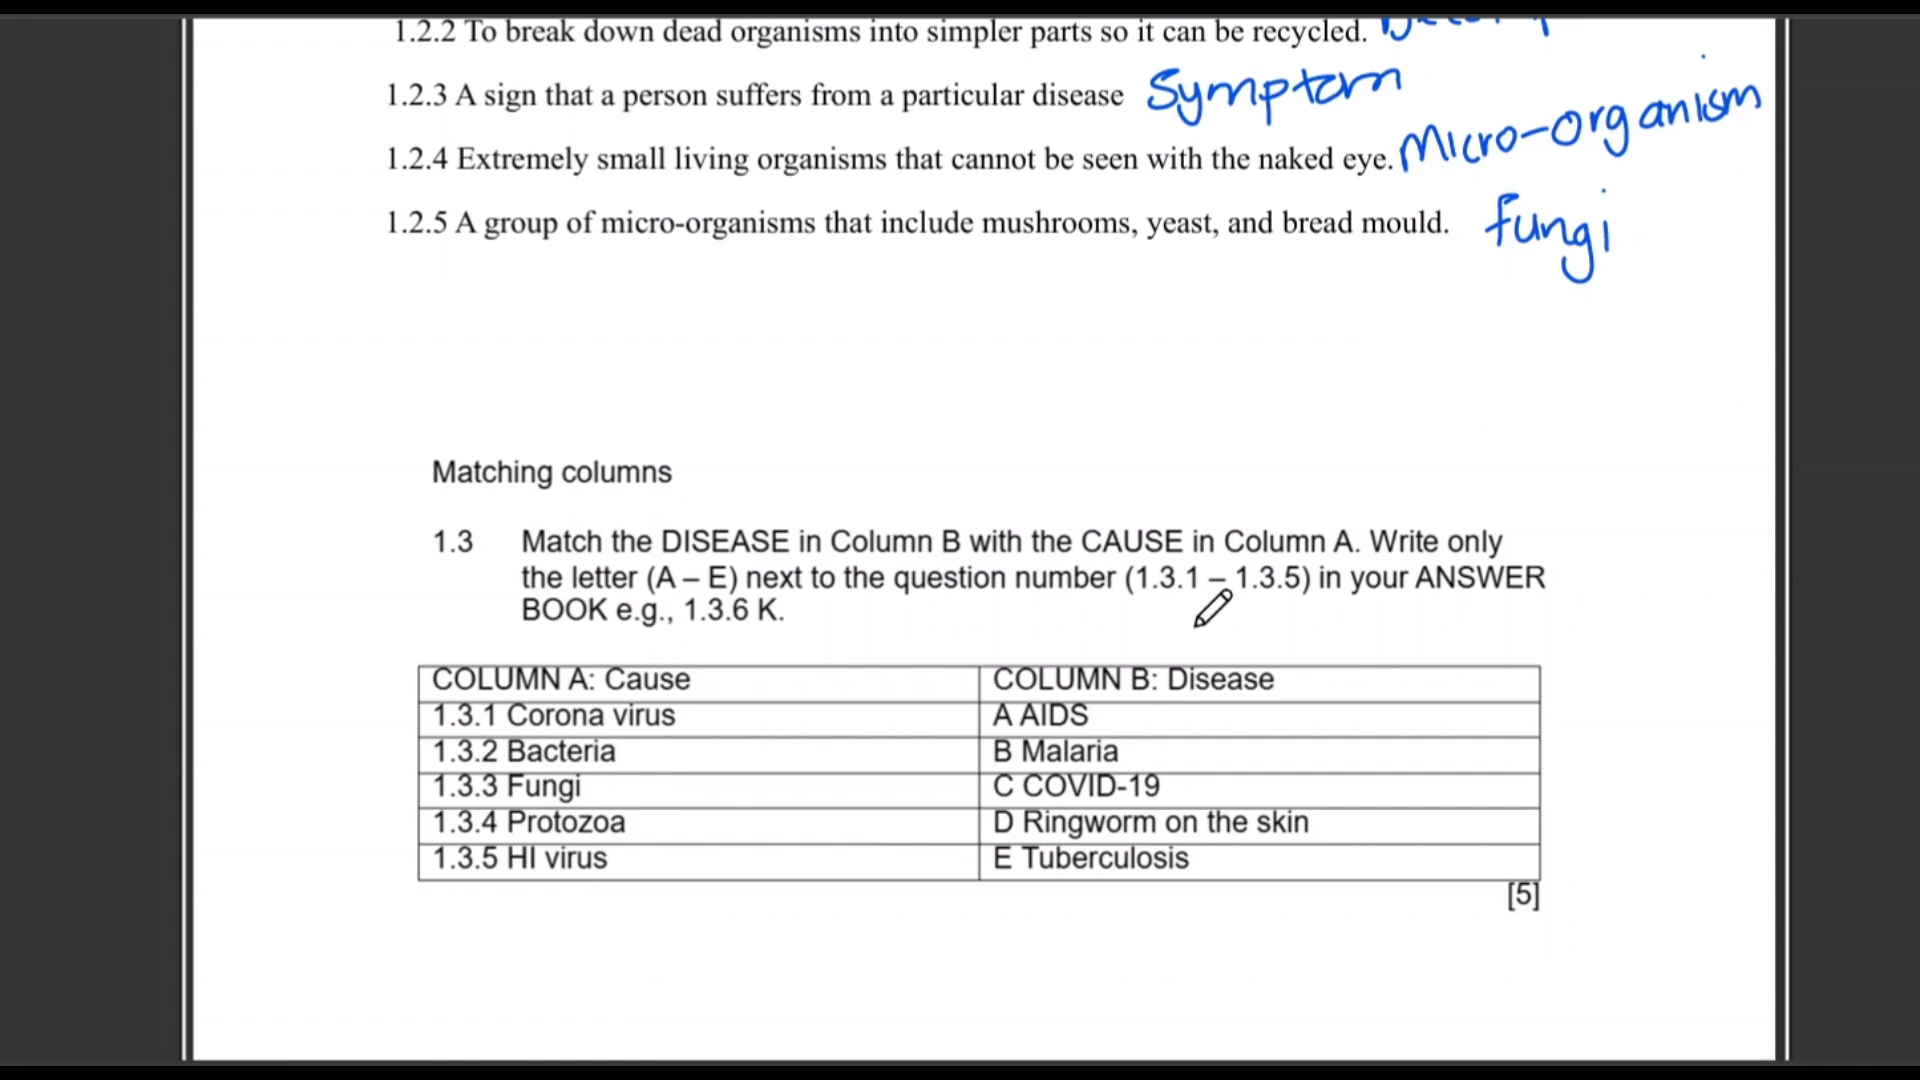 1.2.2 To break down dead organisms into simpler parts so it can be recycled.
1.2.3 A sign that a person suffers from a particular disease Symptom
1.2.4 Extremely small living organisms that cannot be seen with the naked eye. Micro-organism
1.2.5 A group of micro-organisms that include mushrooms, yeast, and bread mould. fungi
Matching columns
1.3 Match the DISEASE in Column B with the CAUSE in Column A. Write only
the letter (A – E) next to the question number (1.3.1 – 1.3.5) in your ANSWER
BOOK e.g., 1.3.6 K.
COLUMN A: Cause COLUMN B: Disease
1.3.1 Corona virus A AIDS
1.3.2 Bacteria B Malaria
1.3.3 Fungi C COVID-19
1.3.4 Protozoa D Ringworm on the skin
1.3.5 HI virus E Tuberculosis
[5]